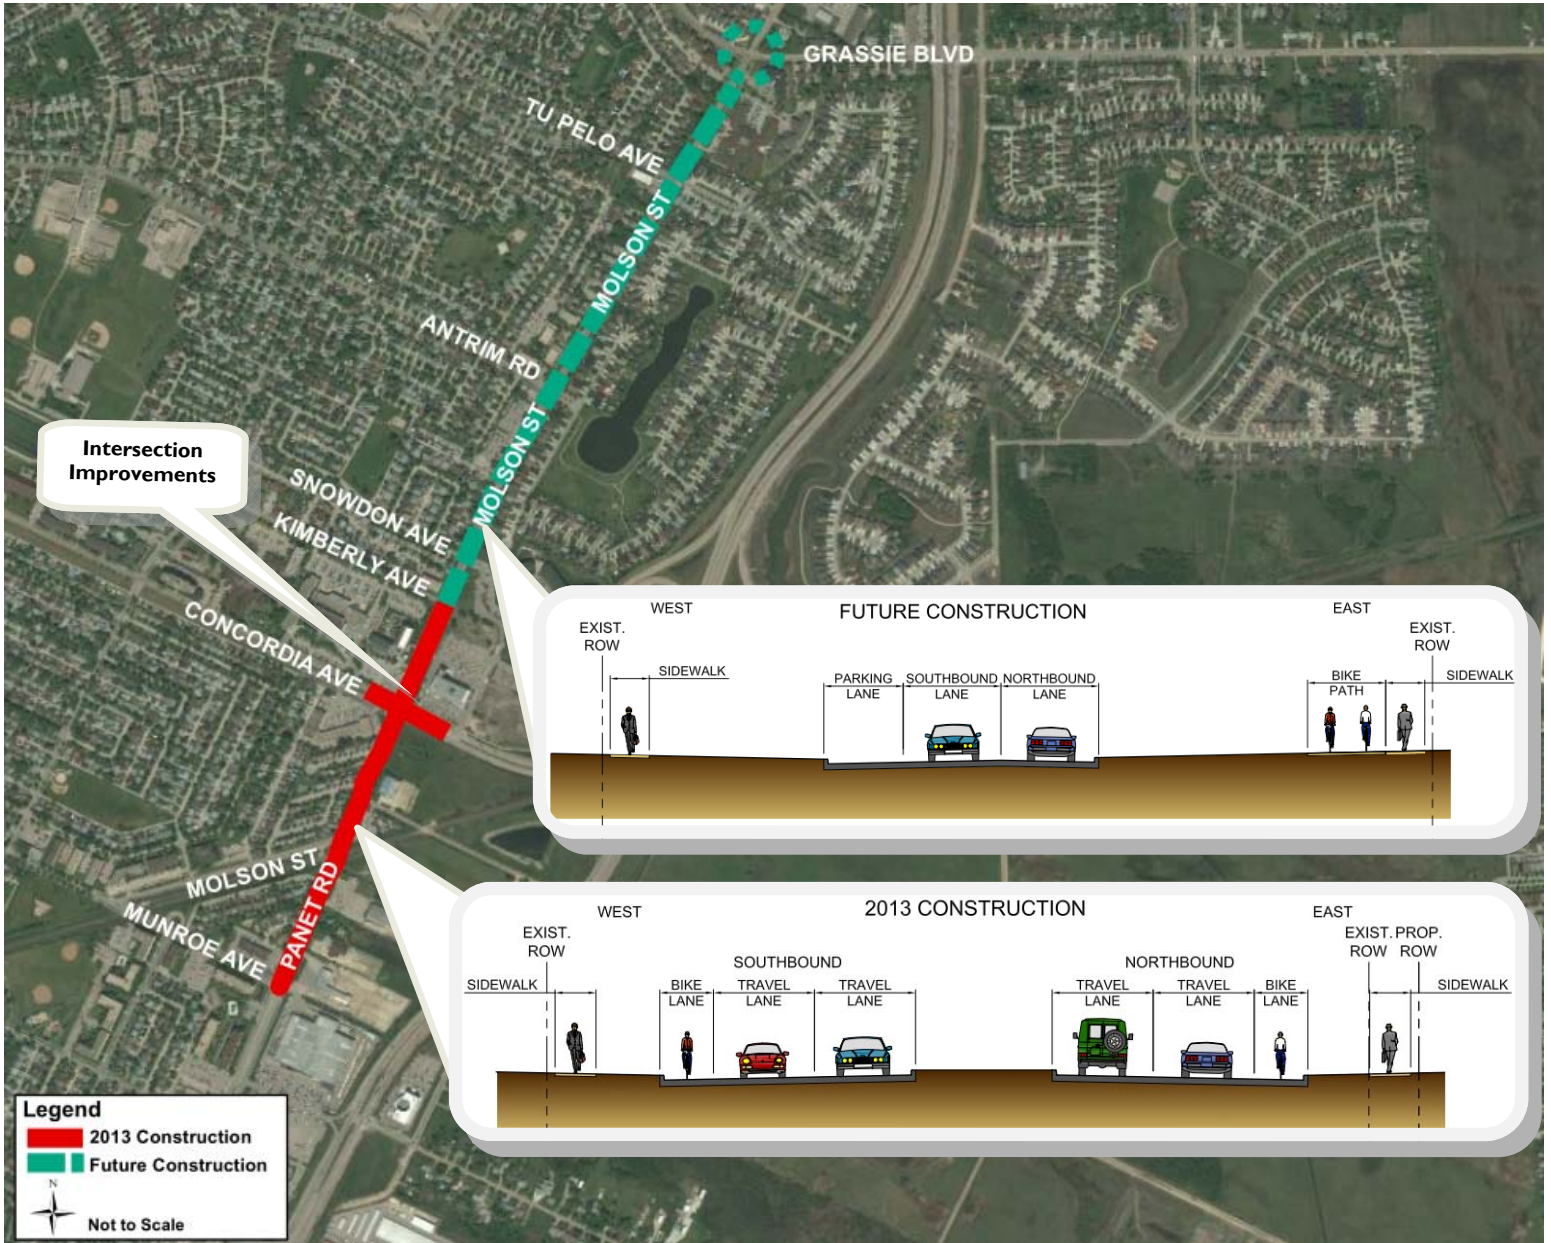 GRASSIE BLVD
TU PELO AVE
MOLSON ST
ANTRIM RD
MOLSON ST
Intersection
Improvements
SNOWDON AVE
KIMBERLY AVE
CONCORDIA AVE
MOLSON ST
PANET RD
MUNROE AVE
WEST
FUTURE CONSTRUCTION
EAST
EXIST.
ROW
EXIST.
ROW
SIDEWALK
PARKING
LANE
SOUTHBOUND
LANE
NORTHBOUND
LANE
BIKE
PATH
SIDEWALK
WEST
2013 CONSTRUCTION
EAST
EXIST.
ROW
EXIST.
ROW
PROP.
ROW
SOUTHBOUND
NORTHBOUND
SIDEWALK
BIKE
LANE
TRAVEL
LANE
TRAVEL
LANE
TRAVEL
LANE
TRAVEL
LANE
BIKE
LANE
SIDEWALK
Legend
2013 Construction
Future Construction
N
Not to Scale